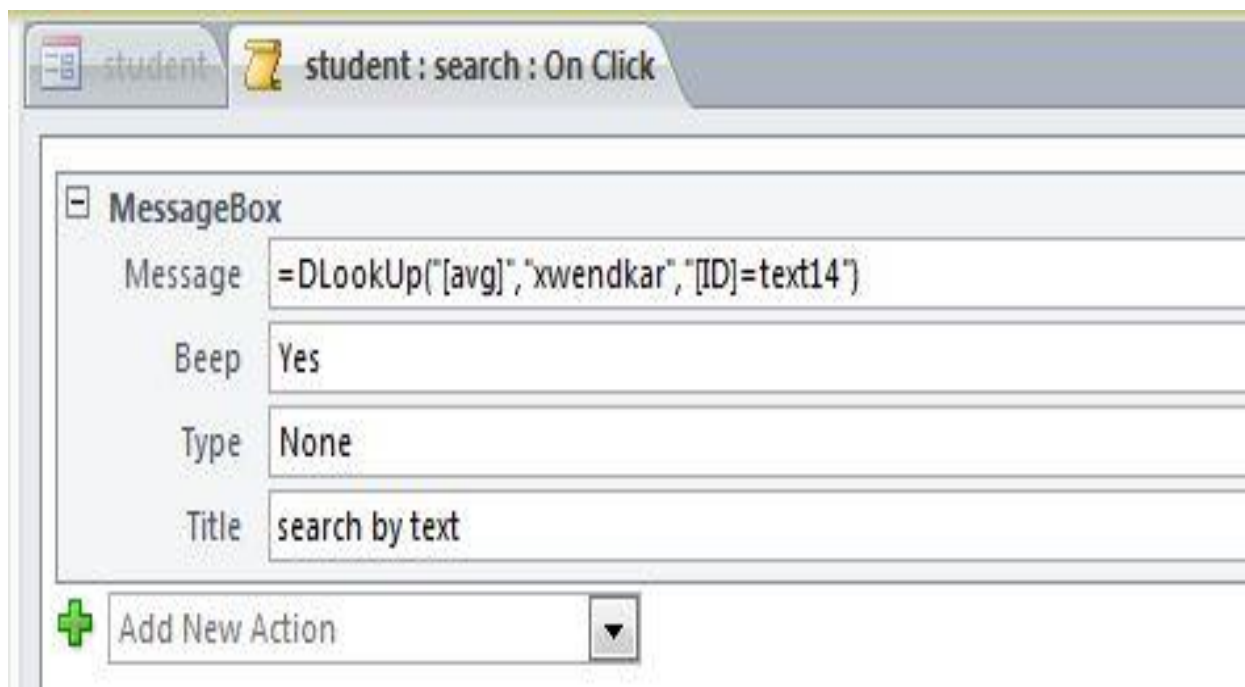 student student : search : On Click
MessageBox
Message =DLookUp("[avg]","xwendkar","[ID]=text14")
Beep Yes
Type None
Title search by text
Add New Action